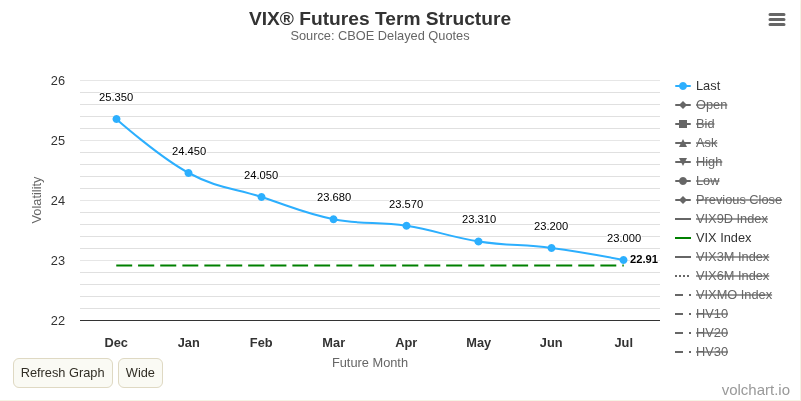 VIX® Futures Term Structure
Source: CBOE Delayed Quotes
Volatility
26
25
24
23
22
25.350
24.450
24.050
23.680
23.570
23.310
23.200
23.000
22.91
Dec Jan Feb Mar Apr May Jun Jul
Future Month
Last
Open
Bid
Ask
High
Low
Previous Close
VIX9D Index
VIX Index
VIX3M Index
VIX6M Index
VIXMO Index
HV10
HV20
HV30
Refresh Graph Wide
volchart.io